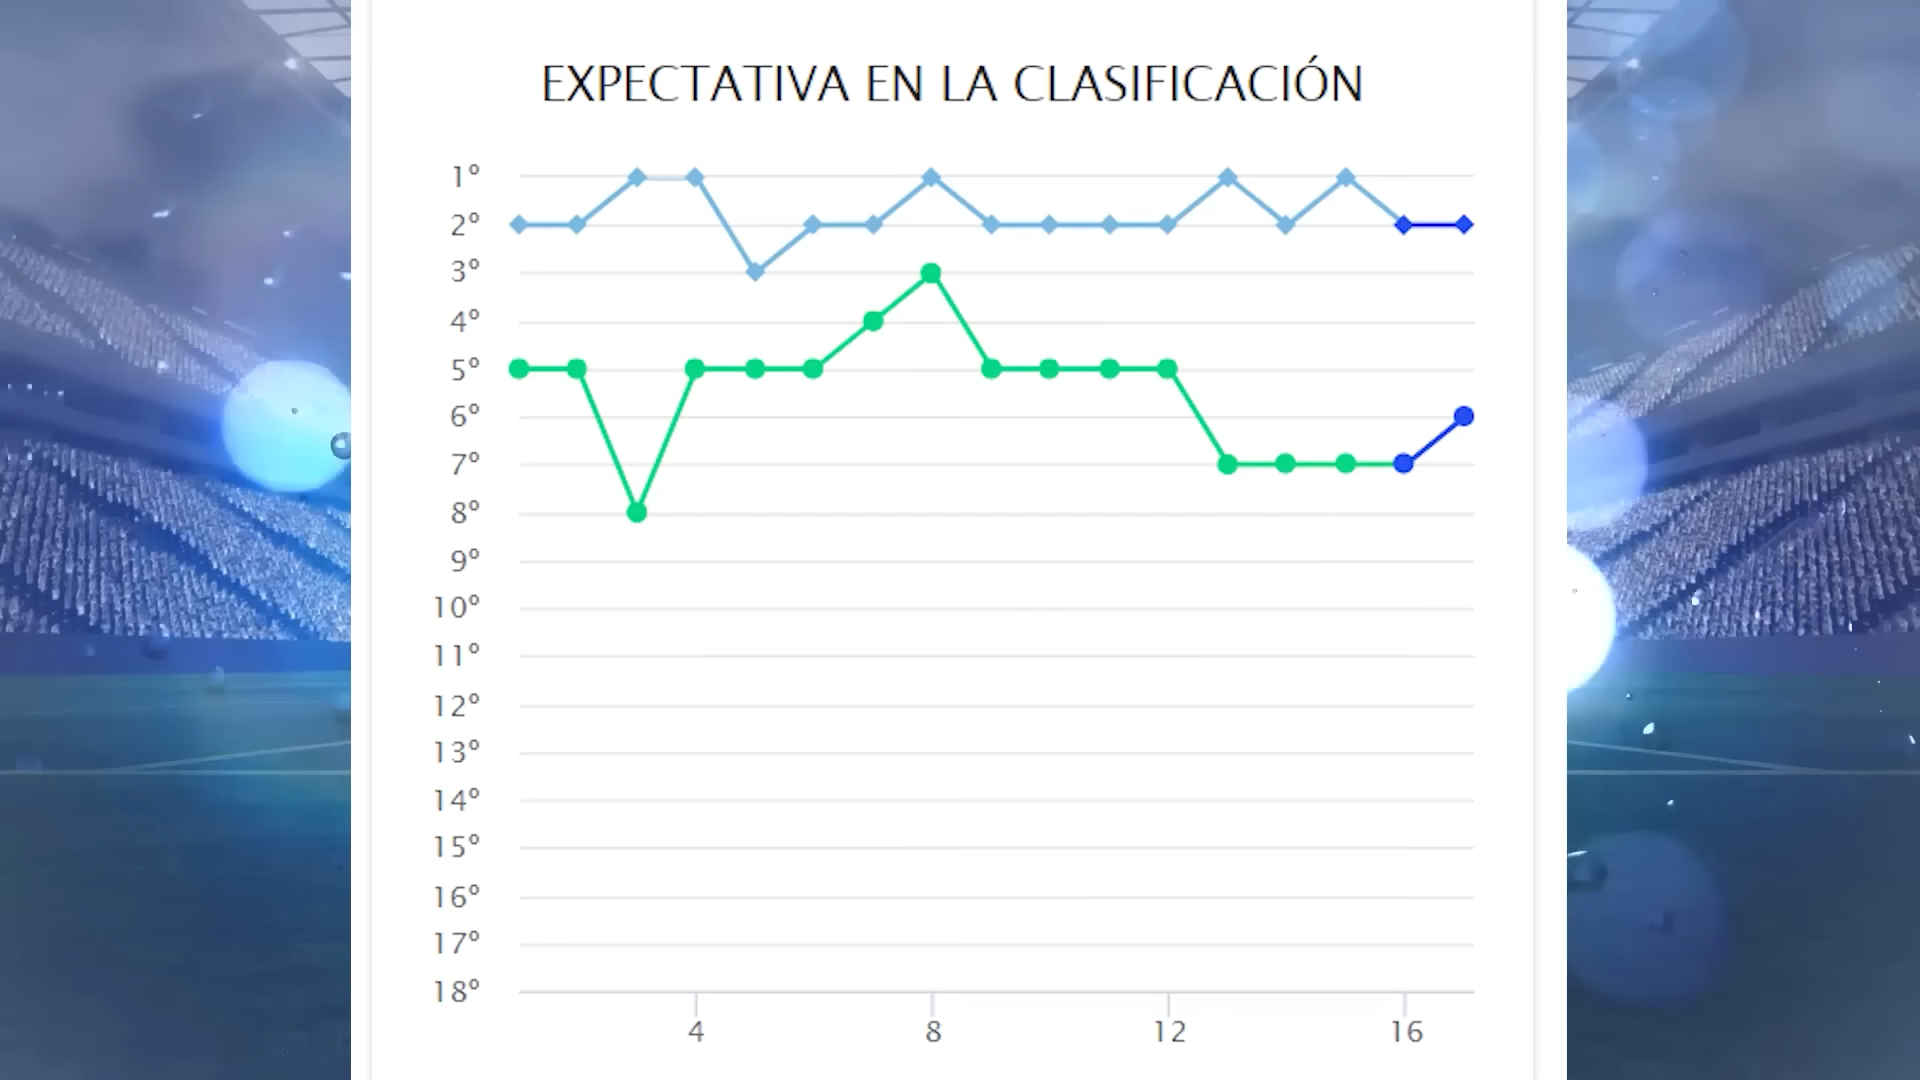 EXPECTATIVA EN LA CLASIFICACIÓN
1º
2º
3º
4º
5º
6º
7º
8º
9º
10º
11º
12º
13º
14º
15º
16º
17º
18º
4 8 12 16